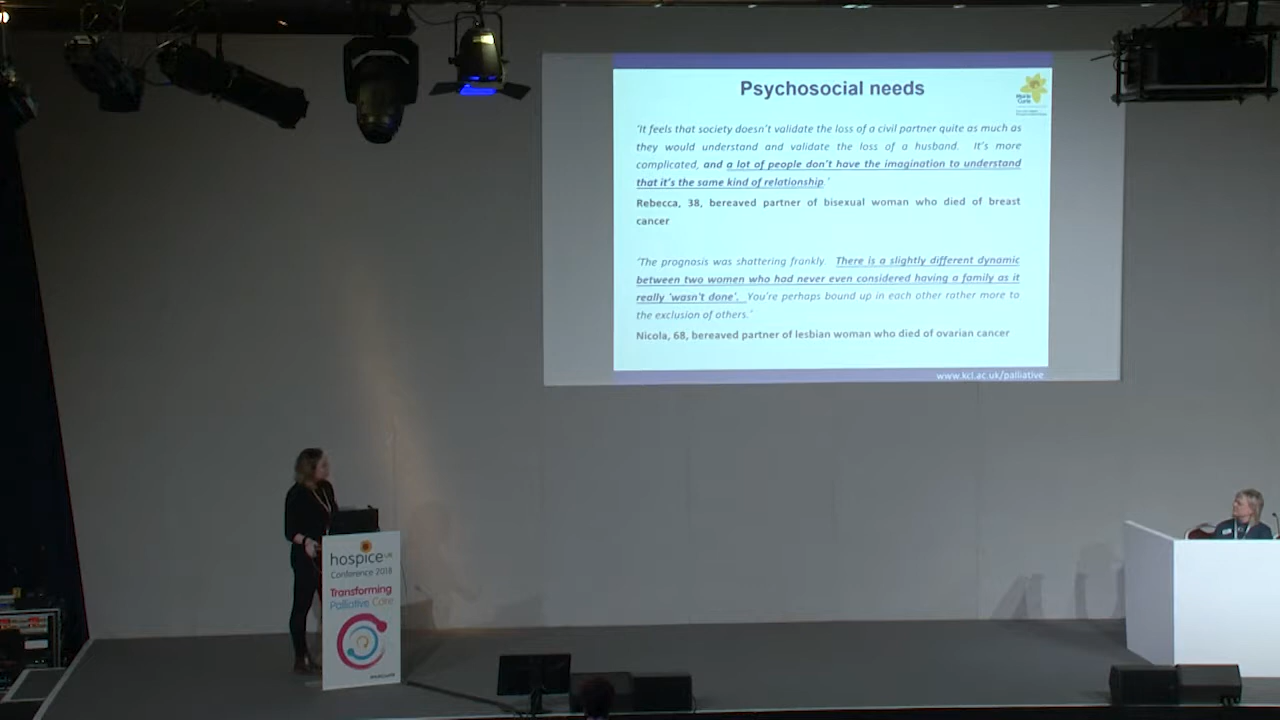 Psychosocial needs
Marie
Curie
'It feels that society doesn't validate the loss of a civil partner quite as much as
they would understand and validate the loss of a husband. It's more
complicated, and a lot of people don't have the imagination to understand
that it's the same kind of relationship.'
Rebecca, 38, bereaved partner of bisexual woman who died of breast
cancer
'The prognosis was shattering frankly. There is a slightly different dynamic
between two women who had never even considered having a family as it
really 'wasn't done'. You're perhaps bound up in each other rather more to
the exclusion of others.'
Nicola, 68, bereaved partner of lesbian woman who died of ovarian cancer
www.kcl.ac.uk/palliative
hospice UK
Conference 2018
Transforming
Palliative Care